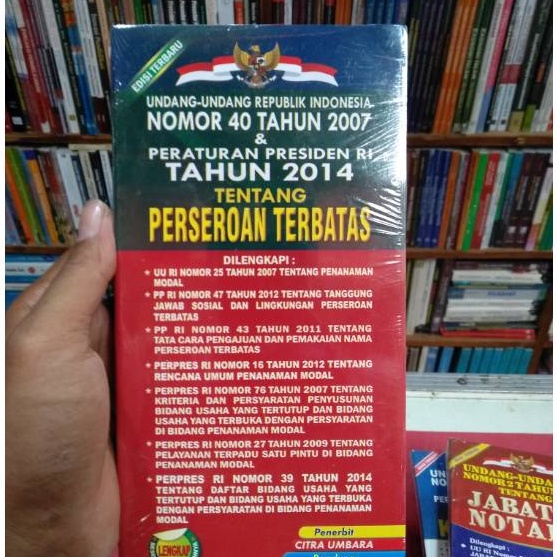 EDISI TERBARU
UNDANG-UNDANG REPUBLIK INDONESIA
NOMOR 40 TAHUN 2007
&
PERATURAN PRESIDEN RI
TAHUN 2014
TENTANG
PERSEROAN TERBATAS
DILENGKAPI :
* UU RI NOMOR 25 TAHUN 2007 TENTANG PENANAMAN
MODAL
* PP RI NOMOR 47 TAHUN 2012 TENTANG TANGGUNG
JAWAB SOSIAL DAN LINGKUNGAN PERSEROAN
TERBATAS
* PP RI NOMOR 43 TAHUN 2011 TENTANG
TATA CARA PENGAJUAN DAN PEMAKAIAN NAMA
PERSEROAN TERBATAS
* PERPRES RI NOMOR 16 TAHUN 2012 TENTANG
RENCANA UMUM PENANAMAN MODAL
* PERPRES RI NOMOR 76 TAHUN 2007 TENTANG
KRITERIA DAN PERSYARATAN PENYUSUNAN
BIDANG USAHA YANG TERTUTUP DAN BIDANG
USAHA YANG TERBUKA DENGAN PERSYARATAN
DI BIDANG PENANAMAN MODAL
* PERPRES RI NOMOR 27 TAHUN 2009 TENTANG
PELAYANAN TERPADU SATU PINTU DI BIDANG
PENANAMAN MODAL
* PERPRES RI NOMOR 39 TAHUN 2014
TENTANG DAFTAR BIDANG USAHA YANG
TERTUTUP DAN BIDANG USAHA YANG TERBUKA
DENGAN PERSYARATAN DI BIDANG PENANAMAN
MODAL
LENGKAP
Penerbit
CITRA UMBARA
UNDANG-UNDA
NOMOR 2 TAHU
TENTANG
JABAT
NOTA
Dilengkapi :